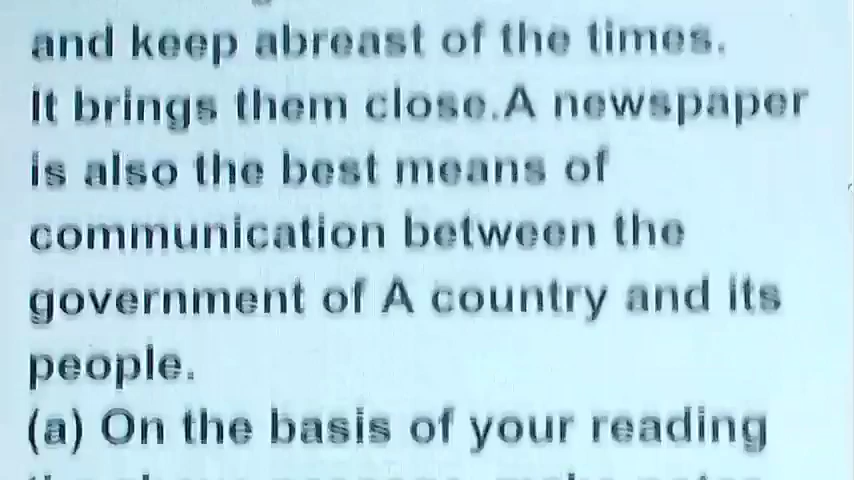 and keep abreast of the times.
It brings them close.A newspaper
is also the best means of
communication between the
government of A country and its
people.
(a) On the basis of your reading